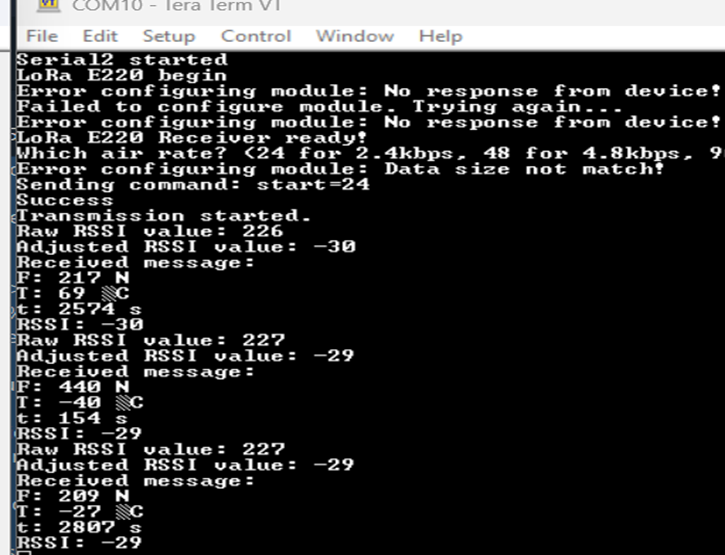 COM10 - Tera Term VT
File Edit Setup Control Window Help
Serial2 started
LoRa E220 begin
Error configuring module: No response from device!
Failed to configure module. Trying again...
Error configuring module: No response from device!
LoRa E220 Receiver ready!
Which air rate? (24 for 2.4kbps, 48 for 4.8kbps, 9
Error configuring module: Data size not match!
Sending command: start=24
Success
Transmission started.
Raw RSSI value: 226
Adjusted RSSI value: -30
Received message:
F: 217 N
T: 69 ▒C
t: 2574 s
RSSI: -30
Raw RSSI value: 227
Adjusted RSSI value: -29
Received message:
F: 440 N
T: -40 ▒C
t: 154 s
RSSI: -29
Raw RSSI value: 227
Adjusted RSSI value: -29
Received message:
F: 209 N
T: -27 ▒C
t: 2807 s
RSSI: -29